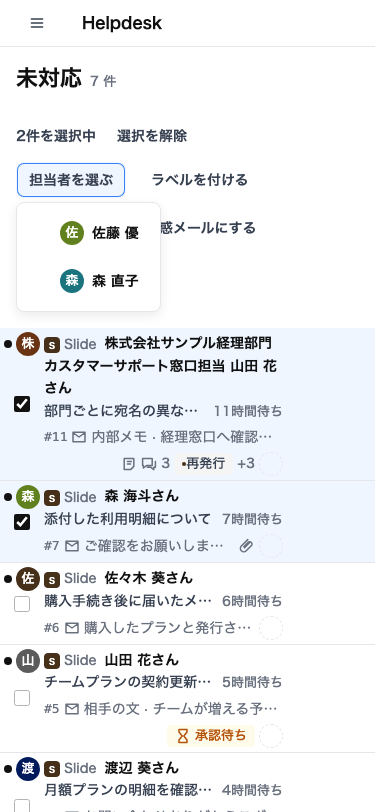 Helpdesk
未対応 7 件
2件を選択中 選択を解除
担当者を選ぶ ラベルを付ける
佐 佐藤 優 惑メールにする
森 森 直子
株 s Slide 株式会社サンプル経理部門
カスタマーサポート窓口担当 山田 花
さん
部門ごとに宛名の異な… 11時間待ち
#11 内部メモ · 経理窓口へ確認…
3 •再発行 +3
森 s Slide 森 海斗さん
添付した利用明細について 7時間待ち
#7 ご確認をお願いしま…
佐 s Slide 佐々木 葵さん
購入手続き後に届いたメ… 6時間待ち
#6 購入したプランと発行さ…
山 s Slide 山田 花さん
チームプランの契約更新… 5時間待ち
#5 相手の文 · チームが増える予…
承認待ち
渡 s Slide 渡辺 葵さん
月額プランの明細を確認… 4時間待ち